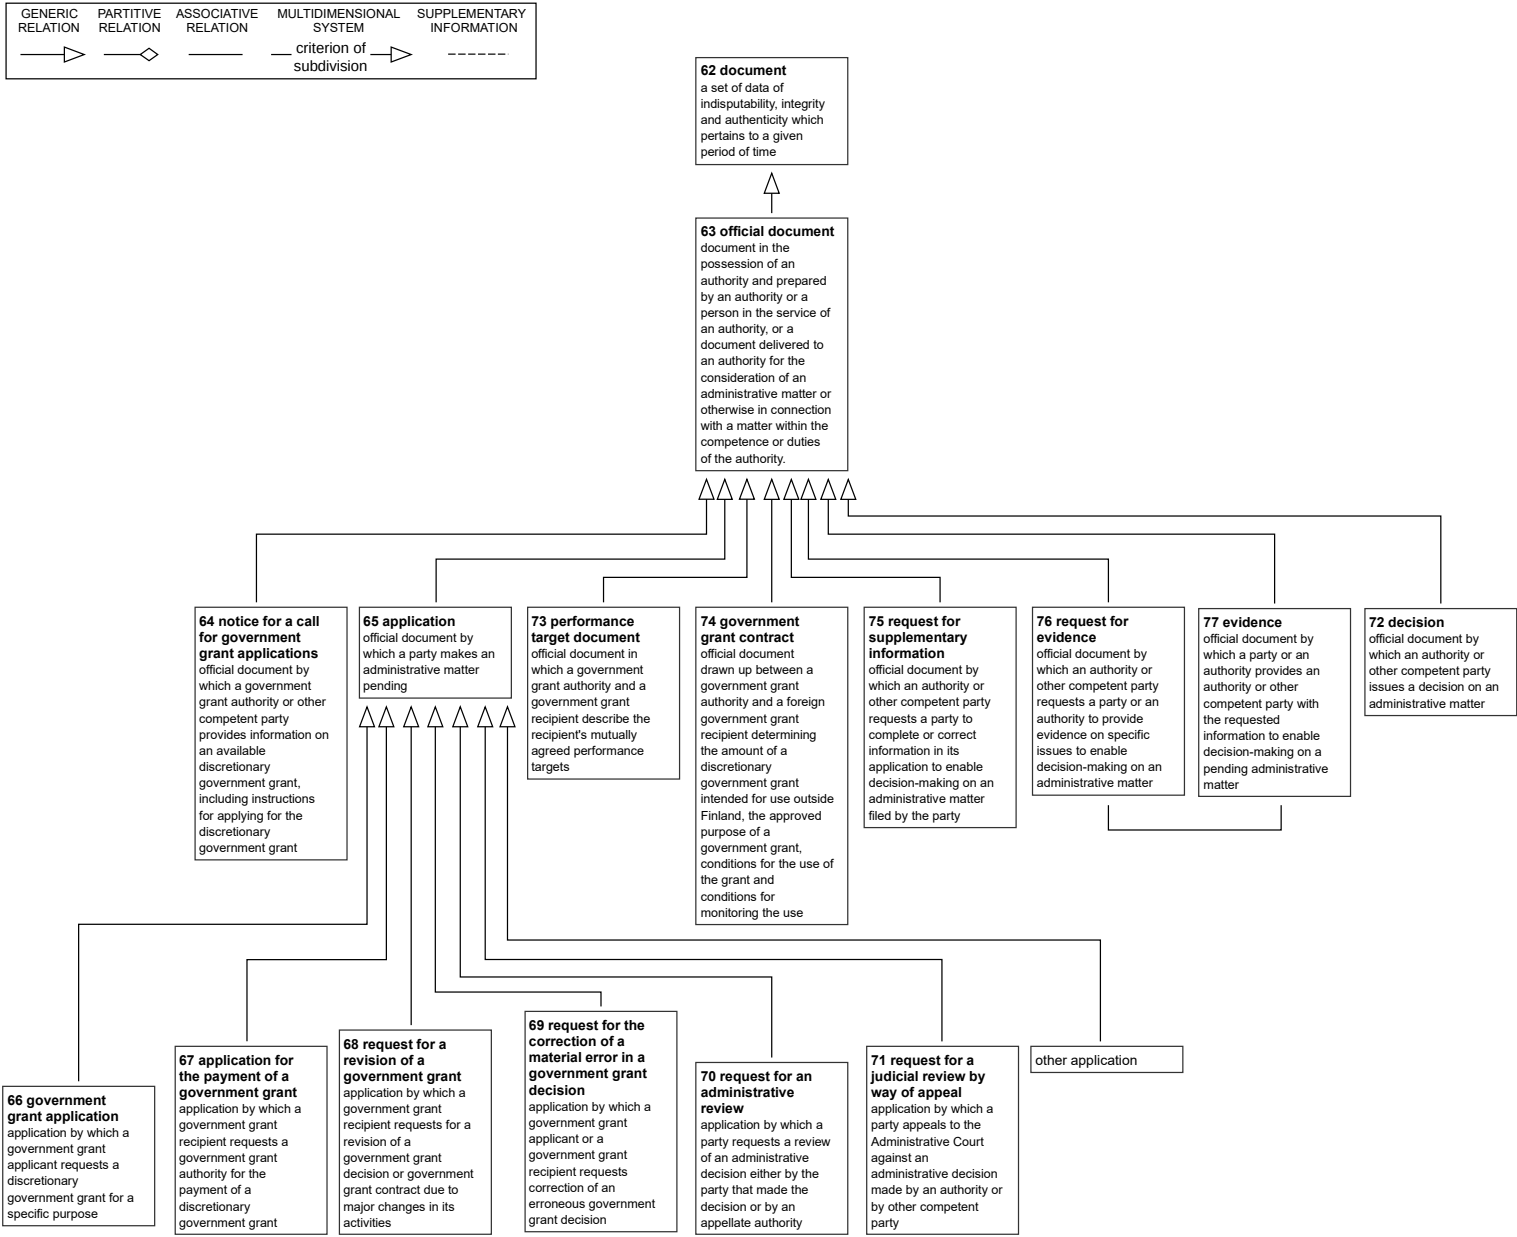 GENERIC
RELATION
PARTITIVE
RELATION
ASSOCIATIVE
RELATION
MULTIDIMENSIONAL
SYSTEM
criterion of
subdivision
SUPPLEMENTARY
INFORMATION
62 document
a set of data of
indisputability, integrity
and authenticity which
pertains to a given
period of time
63 official document
document in the
possession of an
authority and prepared
by an authority or a
person in the service of
an authority, or a
document delivered to
an authority for the
consideration of an
administrative matter or
otherwise in connection
with a matter within the
competence or duties
of the authority.
64 notice for a call
for government
grant applications
official document by
which a government
grant authority or other
competent party
provides information on
an available
discretionary
government grant,
including instructions
for applying for the
discretionary
government grant
65 application
official document by
which a party makes an
administrative matter
pending
73 performance
target document
official document in
which a government
grant authority and a
government grant
recipient describe the
recipient's mutually
agreed performance
targets
74 government
grant contract
official document
drawn up between a
government grant
authority and a foreign
government grant
recipient determining
the amount of a
discretionary
government grant
intended for use outside
Finland, the approved
purpose of a
government grant,
conditions for the use of
the grant and
conditions for
monitoring the use
75 request for
supplementary
information
official document by
which an authority or
other competent party
requests a party to
complete or correct
information in its
application to enable
decision-making on an
administrative matter
filed by the party
76 request for
evidence
official document by
which an authority or
other competent party
requests a party or an
authority to provide
evidence on specific
issues to enable
decision-making on an
administrative matter
77 evidence
official document by
which a party or an
authority provides an
authority or other
competent party with
the requested
information to enable
decision-making on a
pending administrative
matter
72 decision
official document by
which an authority or
other competent party
issues a decision on an
administrative matter
66 government
grant application
application by which a
government grant
applicant requests a
discretionary
government grant for a
specific purpose
67 application for
the payment of a
government grant
application by which a
government grant
recipient requests a
government grant
authority for the
payment of a
discretionary
government grant
68 request for a
revision of a
government grant
application by which a
government grant
recipient requests for a
revision of a
government grant
decision or government
grant contract due to
major changes in its
activities
69 request for the
correction of a
material error in a
government grant
decision
application by which a
government grant
applicant or a
government grant
recipient requests
correction of an
erroneous government
grant decision
70 request for an
administrative
review
application by which a
party requests a review
of an administrative
decision either by the
party that made the
decision or by an
appellate authority
71 request for a
judicial review by
way of appeal
application by which a
party appeals to the
Administrative Court
against an
administrative decision
made by an authority or
by other competent
party
other application